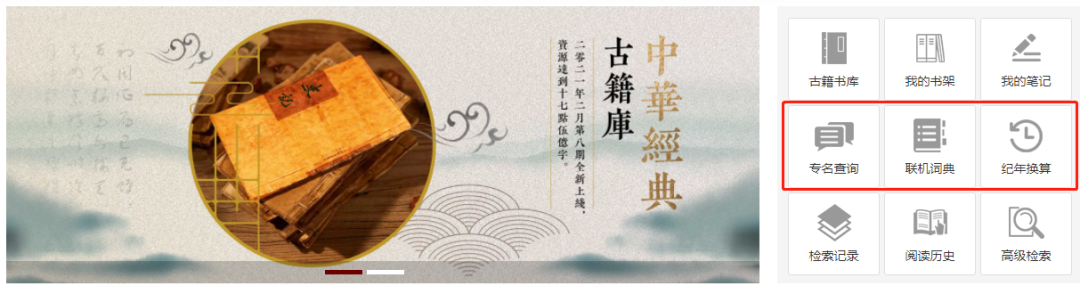 中華經典
古籍庫
二零二一年二月第八期全新上綫，
資源達到十七點伍億字。
古籍书库
我的书架
我的笔记
专名查询
联机词典
纪年换算
检索记录
阅读历史
高级检索